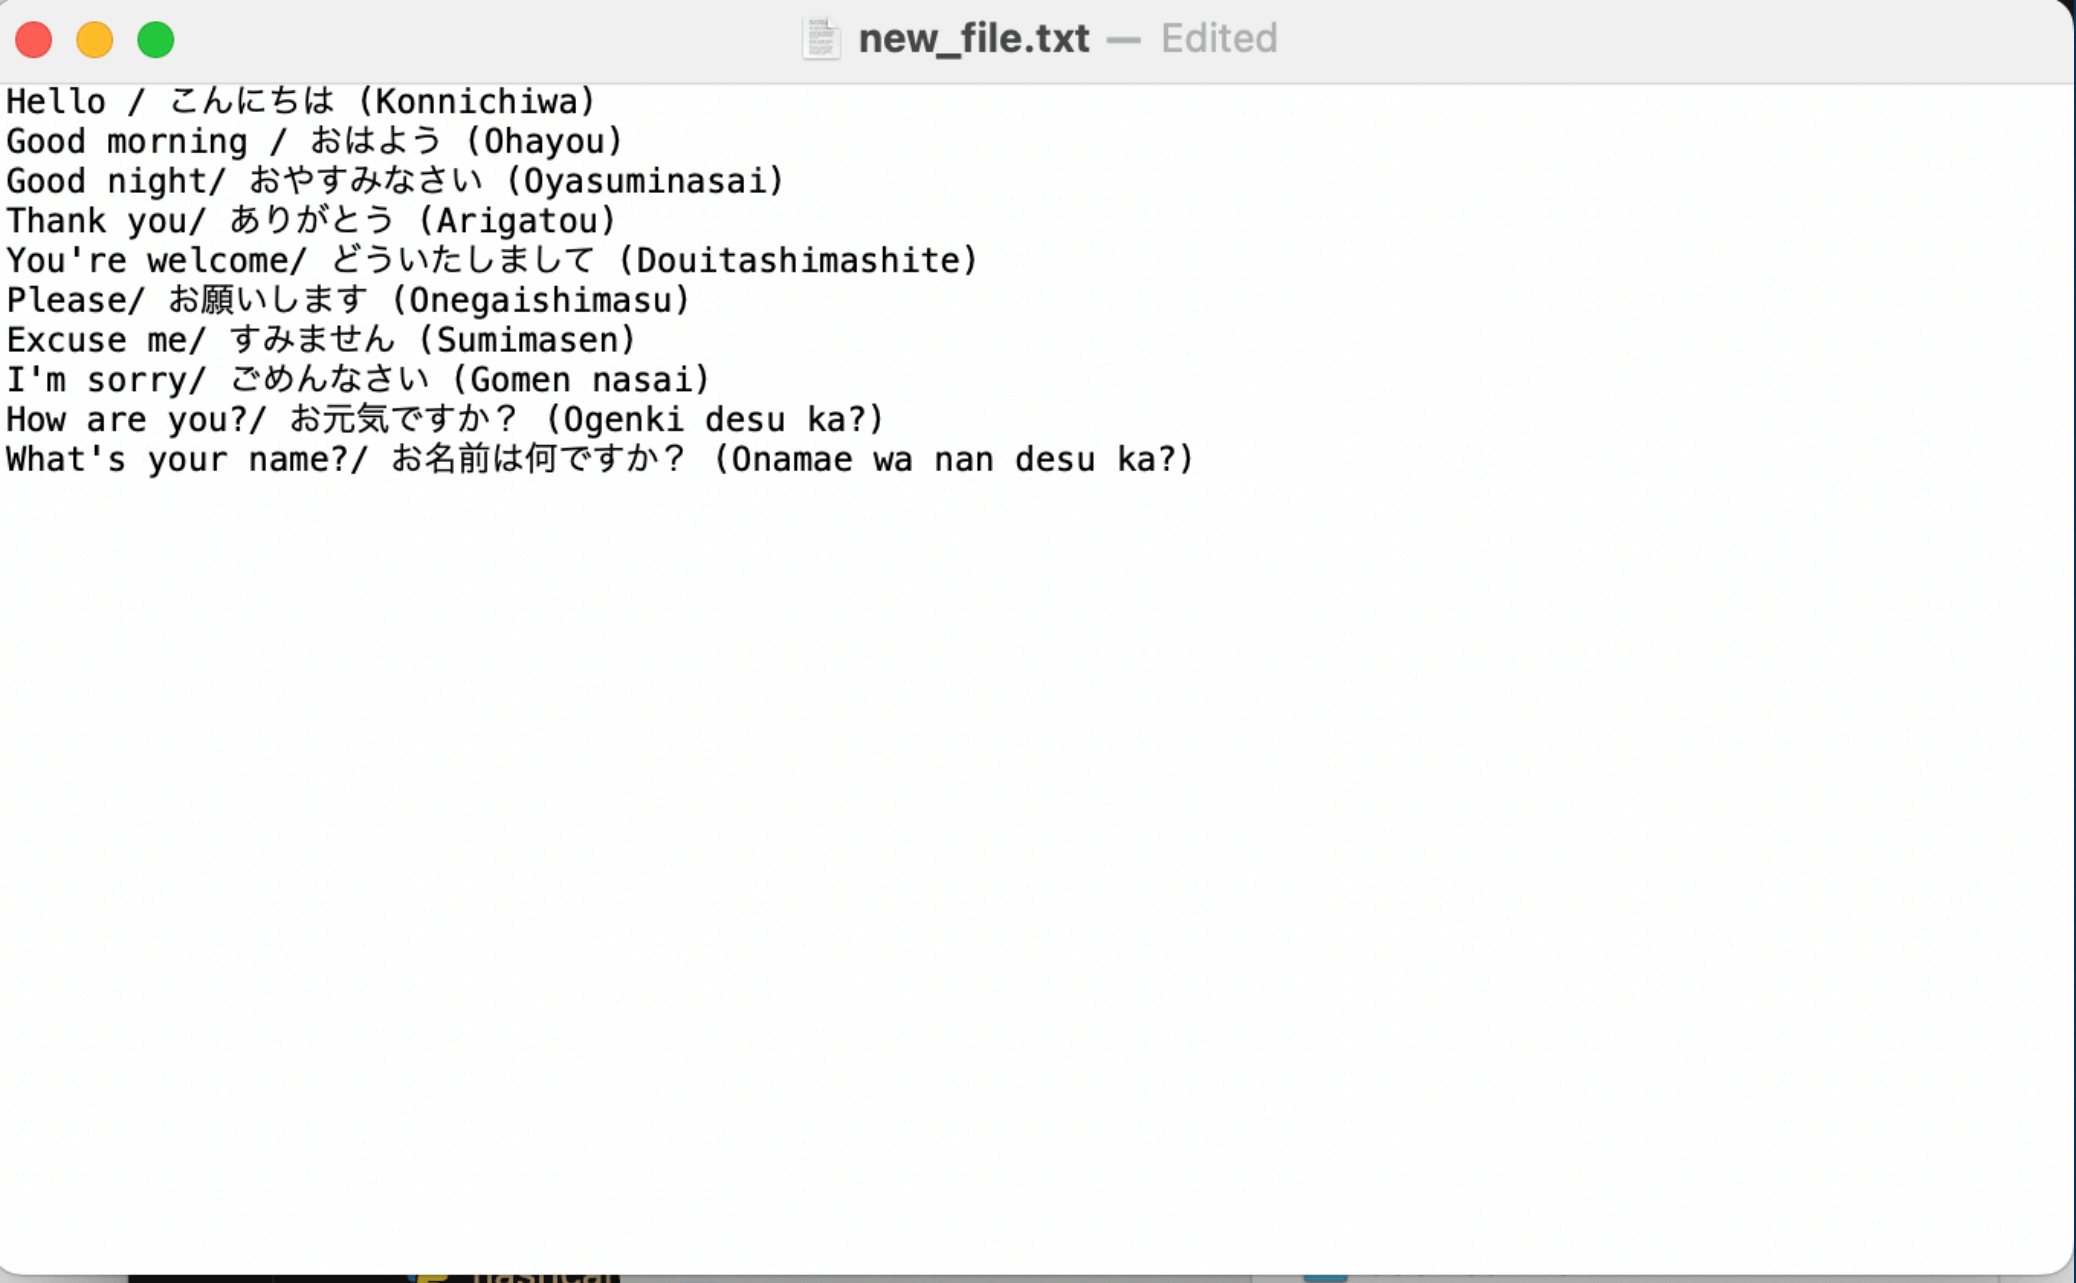 new_file.txt — Edited
Hello / こんにちは (Konnichiwa)
Good morning / おはよう (Ohayou)
Good night/ おやすみなさい (Oyasuminasai)
Thank you/ ありがとう (Arigatou)
You're welcome/ どういたしまして (Douitashimashite)
Please/ お願いします (Onegaishimasu)
Excuse me/ すみません (Sumimasen)
I'm sorry/ ごめんなさい (Gomen nasai)
How are you?/ お元気ですか？ (Ogenki desu ka?)
What's your name?/ お名前は何ですか？ (Onamae wa nan desu ka?)